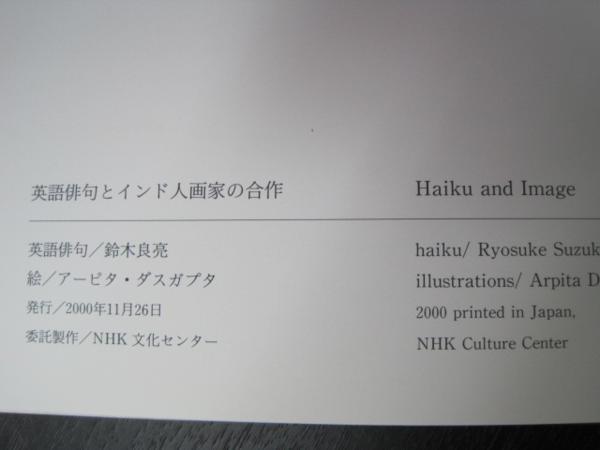 英語俳句とインド人画家の合作
英語俳句／鈴木良亮
絵／アーピタ・ダスガプタ
発行／2000年11月26日
委託製作／NHK文化センター
Haiku and Image
haiku/ Ryosuke
illustrations/ Arpita
2000 printed in Japan,
NHK Culture Center